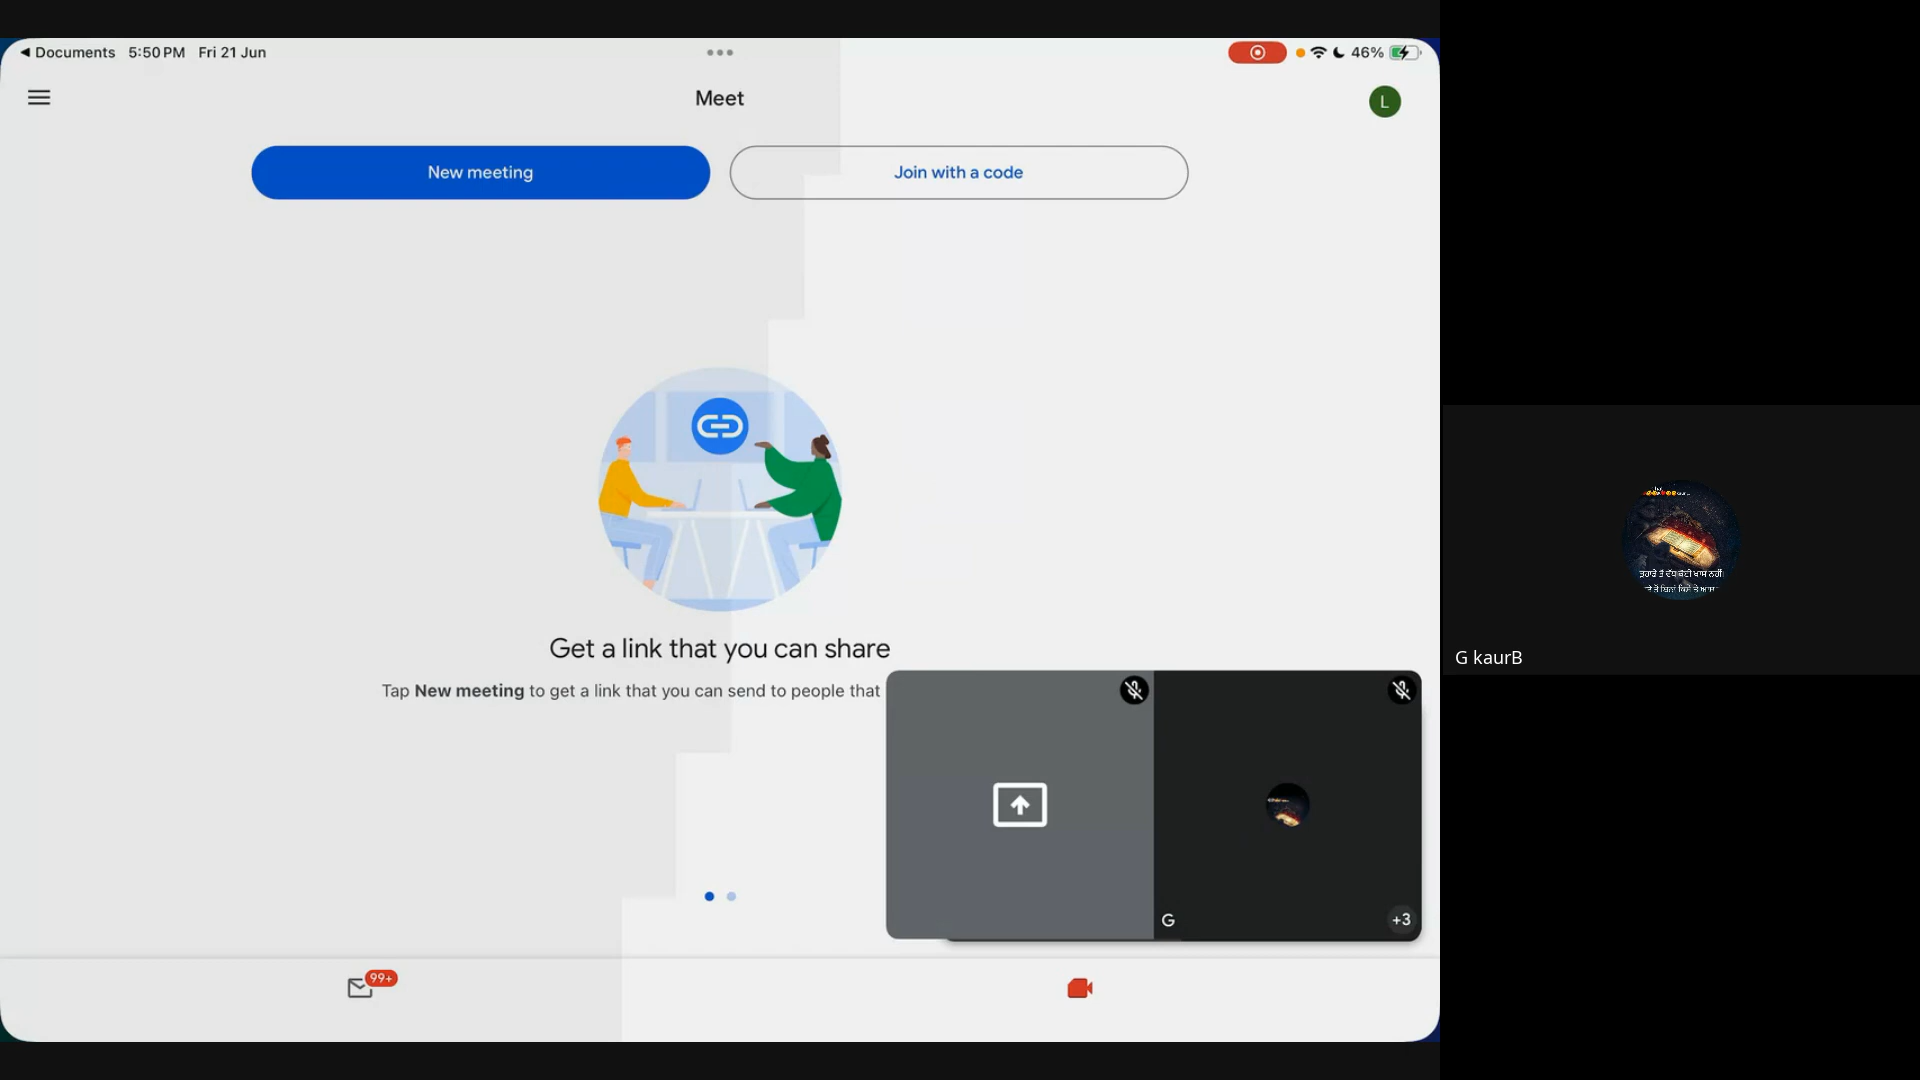 Documents 5:50 PM Fri 21 Jun
46%
Meet
L
New meeting
Join with a code
Get a link that you can share
Tap New meeting to get a link that you can send to people that
G
+3
99+
G kaurB